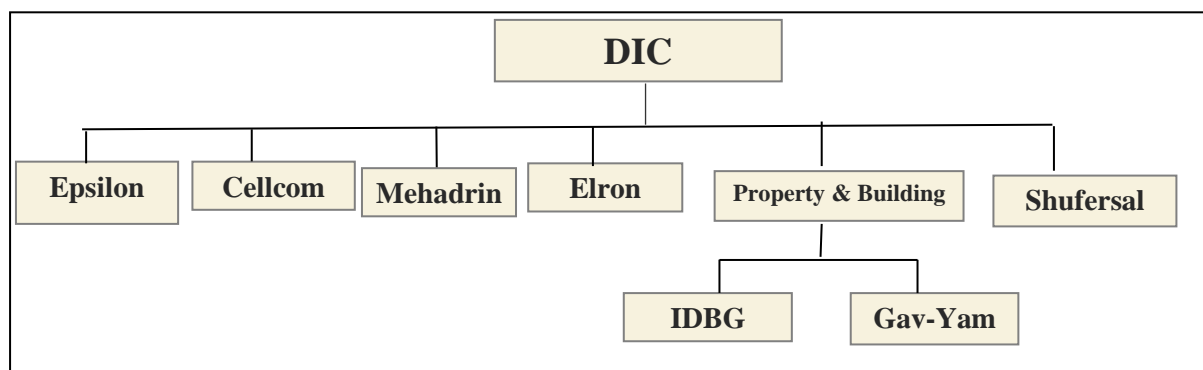 DIC
Epsilon
Cellcom
Mehadrin
Elron
Property & Building
Shufersal
IDBG
Gav-Yam